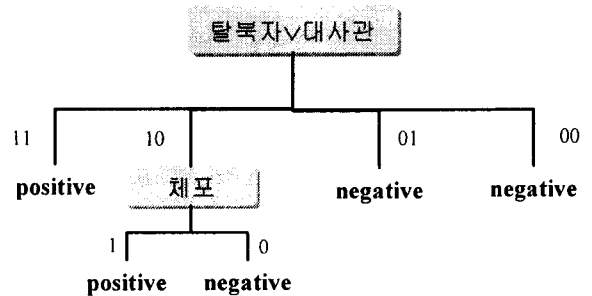 탈북자∨대사관
11 10 01 00
positive 체포 negative negative
1 0
positive negative